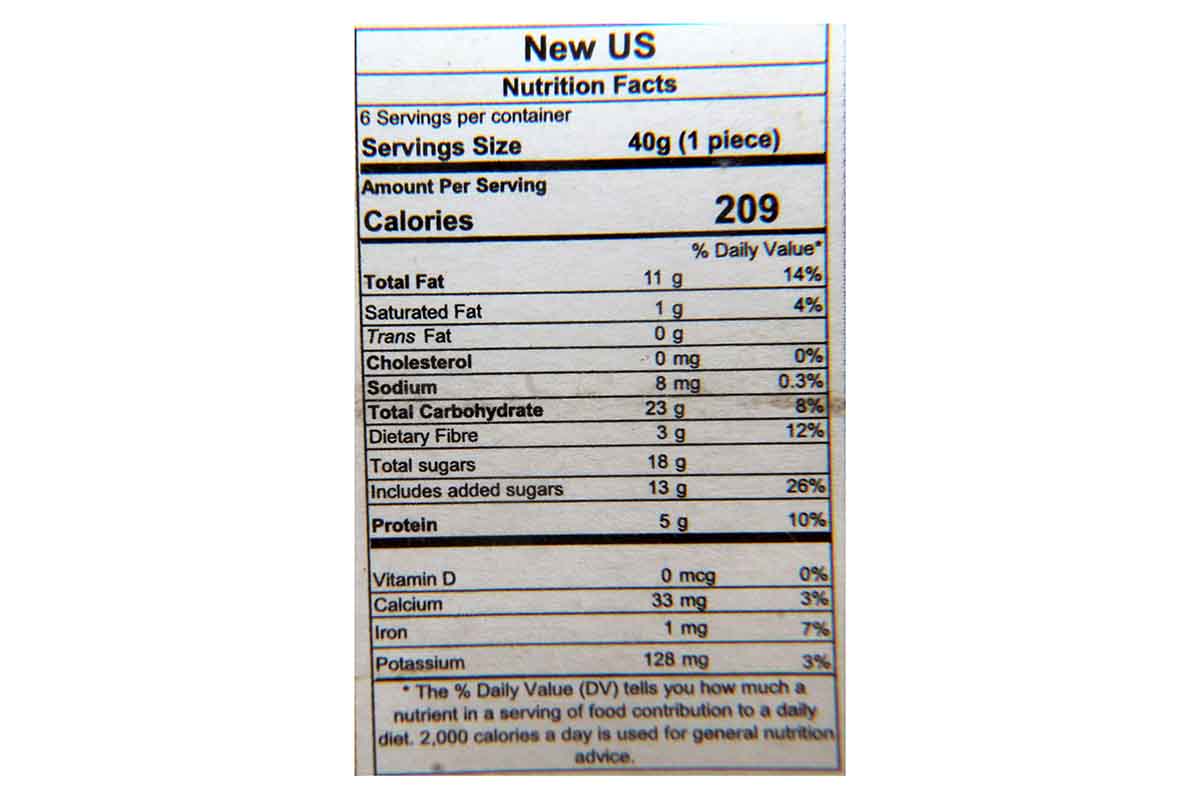 New US
Nutrition Facts
6 Servings per container
Servings Size 40g (1 piece)
Amount Per Serving
Calories 209
% Daily Value*
Total Fat 11 g 14%
Saturated Fat 1 g 4%
Trans Fat 0 g
Cholesterol 0 mg 0%
Sodium 8 mg 0.3%
Total Carbohydrate 23 g 8%
Dietary Fibre 3 g 12%
Total sugars 18 g
Includes added sugars 13 g 26%
Protein 5 g 10%
Vitamin D 0 mcg 0%
Calcium 33 mg 3%
Iron 1 mg 7%
Potassium 128 mg 3%
* The % Daily Value (DV) tells you how much a
nutrient in a serving of food contribution to a daily
diet. 2,000 calories a day is used for general nutrition
advice.